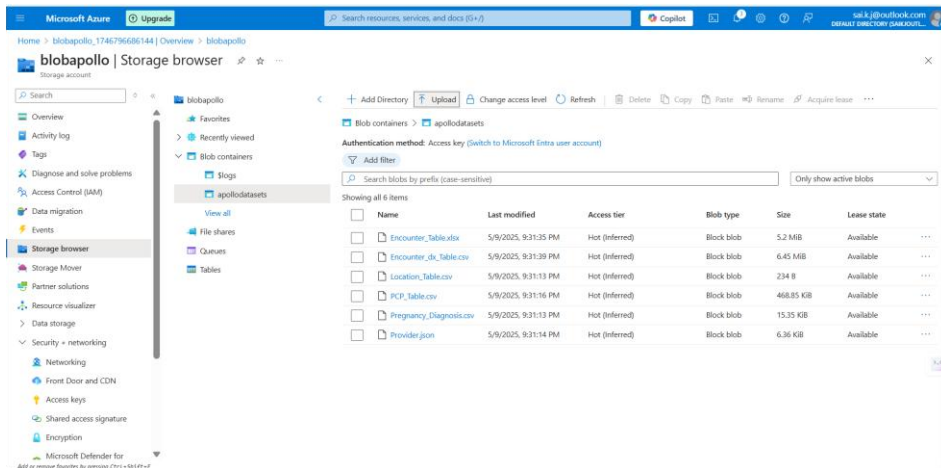 Microsoft Azure
Upgrade
Search resources, services, and docs (G+/)
Copilot
sai.k.j@outlook.com
Home > blobapollo_1746796686144 | Overview > blobapollo
blobapollo | Storage browser
Storage account
Search
Overview
Activity log
Tags
Diagnose and solve problems
Access Control (IAM)
Data migration
Events
Storage browser
Storage Mover
Partner solutions
Resource visualizer
Data storage
Security + networking
Networking
Front Door and CDN
Access keys
Shared access signature
Encryption
Microsoft Defender for
Add or remove favorites by pressing Ctrl+Shift+F
blobapollo
Favorites
Recently viewed
Blob containers
$logs
apollodatasets
View all
File shares
Queues
Tables
Add Directory Upload Change access level Refresh Delete Copy Paste Rename Acquire lease
Blob containers > apollodatasets
Authentication method: Access key (Switch to Microsoft Entra user account)
Add filter
Search blobs by prefix (case-sensitive)
Only show active blobs
Showing all 6 items
Name Last modified Access tier Blob type Size Lease state
Encounter_Table.xlsx 5/9/2025, 9:31:35 PM Hot (Inferred) Block blob 5.2 MiB Available
Encounter_dx_Table.csv 5/9/2025, 9:31:39 PM Hot (Inferred) Block blob 6.45 MiB Available
Location_Table.csv 5/9/2025, 9:31:13 PM Hot (Inferred) Block blob 234 B Available
PCP_Table.csv 5/9/2025, 9:31:16 PM Hot (Inferred) Block blob 468.85 KiB Available
Pregnancy_Diagnosis.csv 5/9/2025, 9:31:13 PM Hot (Inferred) Block blob 15.35 KiB Available
Provider.json 5/9/2025, 9:31:14 PM Hot (Inferred) Block blob 6.36 KiB Available